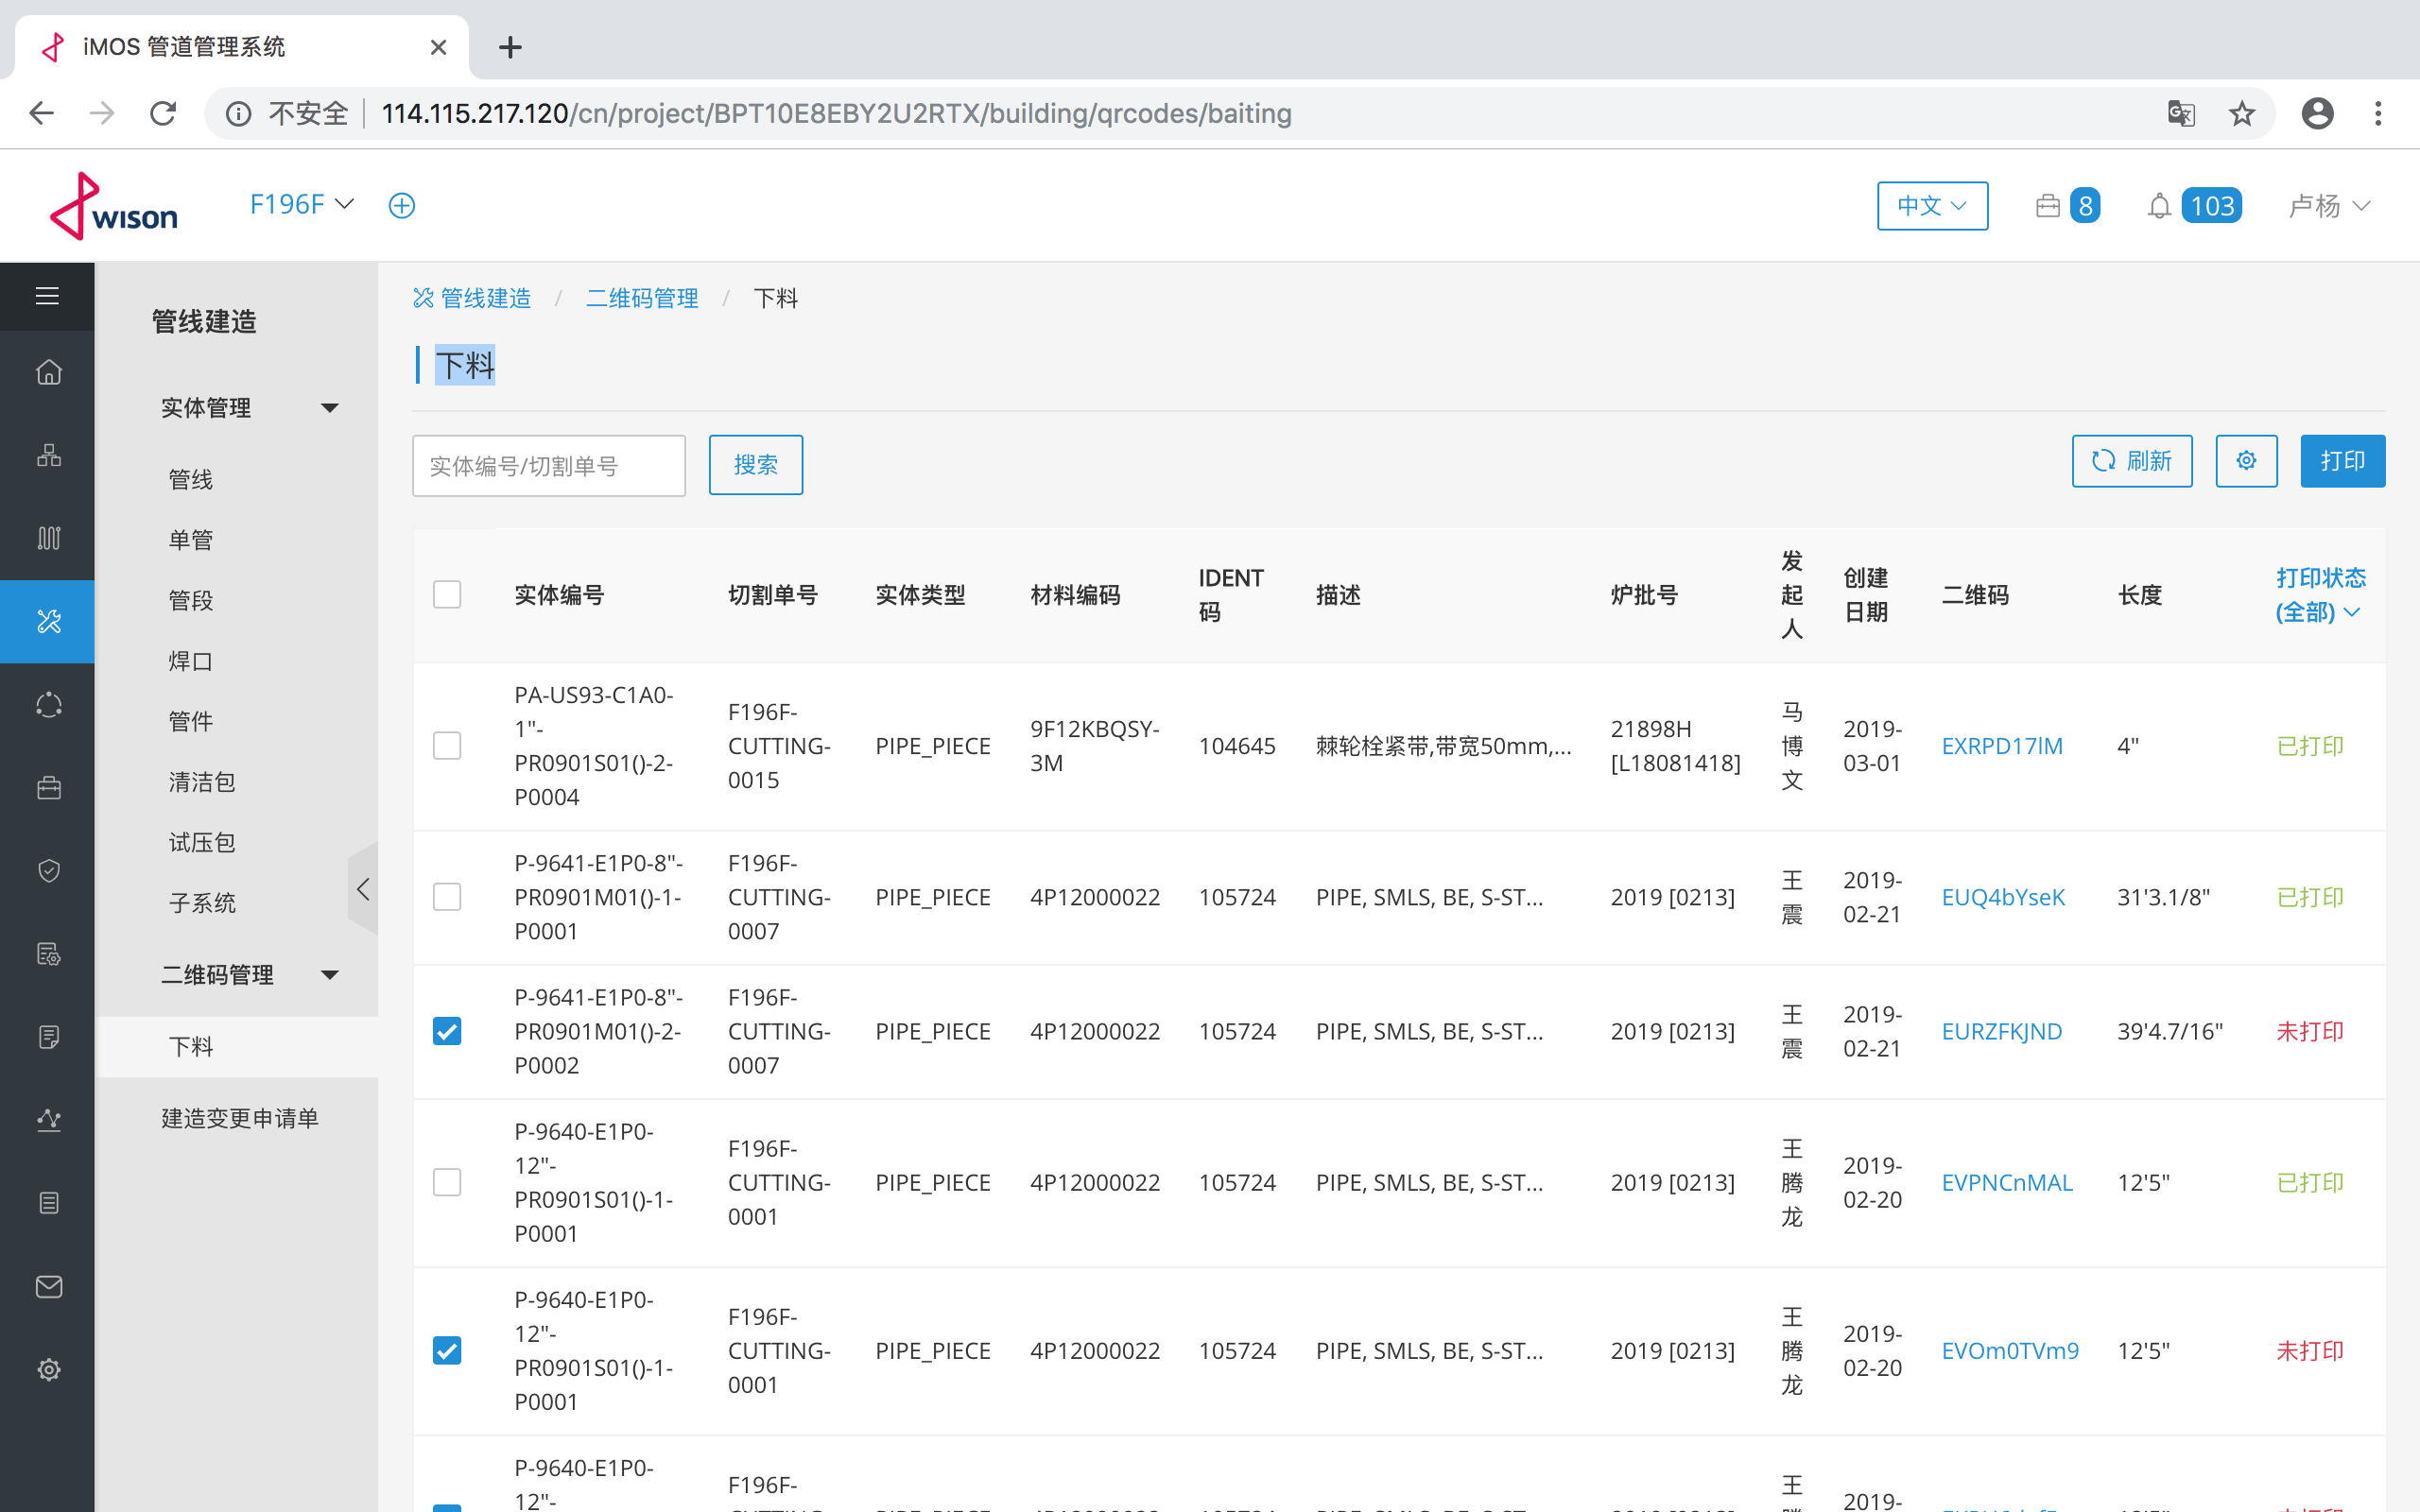 iMOS 管道管理系统
不安全 114.115.217.120/cn/project/BPT10E8EBY2U2RTX/building/qrcodes/baiting
wison F196F 中文 8 103 卢杨
管线建造
实体管理
管线
单管
管段
焊口
管件
清洁包
试压包
子系统
二维码管理
下料
建造变更申请单
管线建造 / 二维码管理 / 下料
下料
实体编号/切割单号 搜索 刷新 打印
实体编号 切割单号 实体类型 材料编码 IDENT码 描述 炉批号 发起人 创建日期 二维码 长度 打印状态(全部)
PA-US93-C1A0-1"-PR0901S01()-2-P0004 F196F-CUTTING-0015 PIPE_PIECE 9F12KBQSY-3M 104645 棘轮栓紧带,带宽50mm,... 21898H [L18081418] 马博文 2019-03-01 EXRPD17lM 4" 已打印
P-9641-E1P0-8"-PR0901M01()-1-P0001 F196F-CUTTING-0007 PIPE_PIECE 4P12000022 105724 PIPE, SMLS, BE, S-ST... 2019 [0213] 王震 2019-02-21 EUQ4bYseK 31'3.1/8" 已打印
P-9641-E1P0-8"-PR0901M01()-2-P0002 F196F-CUTTING-0007 PIPE_PIECE 4P12000022 105724 PIPE, SMLS, BE, S-ST... 2019 [0213] 王震 2019-02-21 EURZFKJND 39'4.7/16" 未打印
P-9640-E1P0-12"-PR0901S01()-1-P0001 F196F-CUTTING-0001 PIPE_PIECE 4P12000022 105724 PIPE, SMLS, BE, S-ST... 2019 [0213] 王腾龙 2019-02-20 EVPNCnMAL 12'5" 已打印
P-9640-E1P0-12"-PR0901S01()-1-P0001 F196F-CUTTING-0001 PIPE_PIECE 4P12000022 105724 PIPE, SMLS, BE, S-ST... 2019 [0213] 王腾龙 2019-02-20 EVOm0TVm9 12'5" 未打印
P-9640-E1P0-12"- F196F- 王 2019-